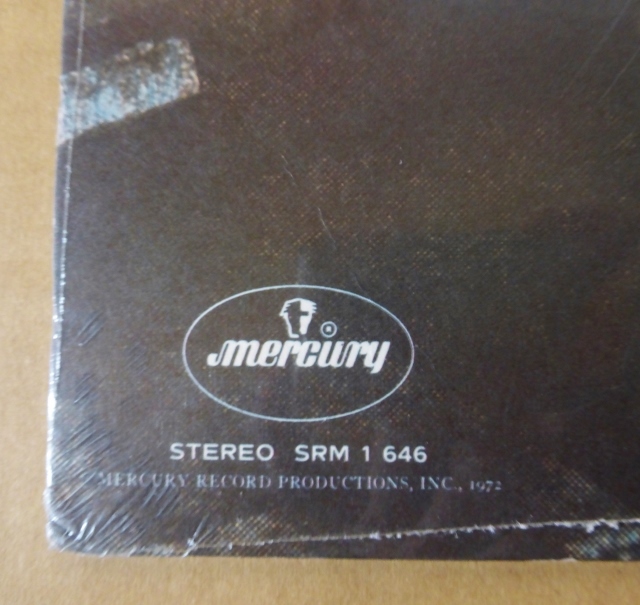 mercury ®
STEREO SRM 1 646
MERCURY RECORD PRODUCTIONS, INC., 1972